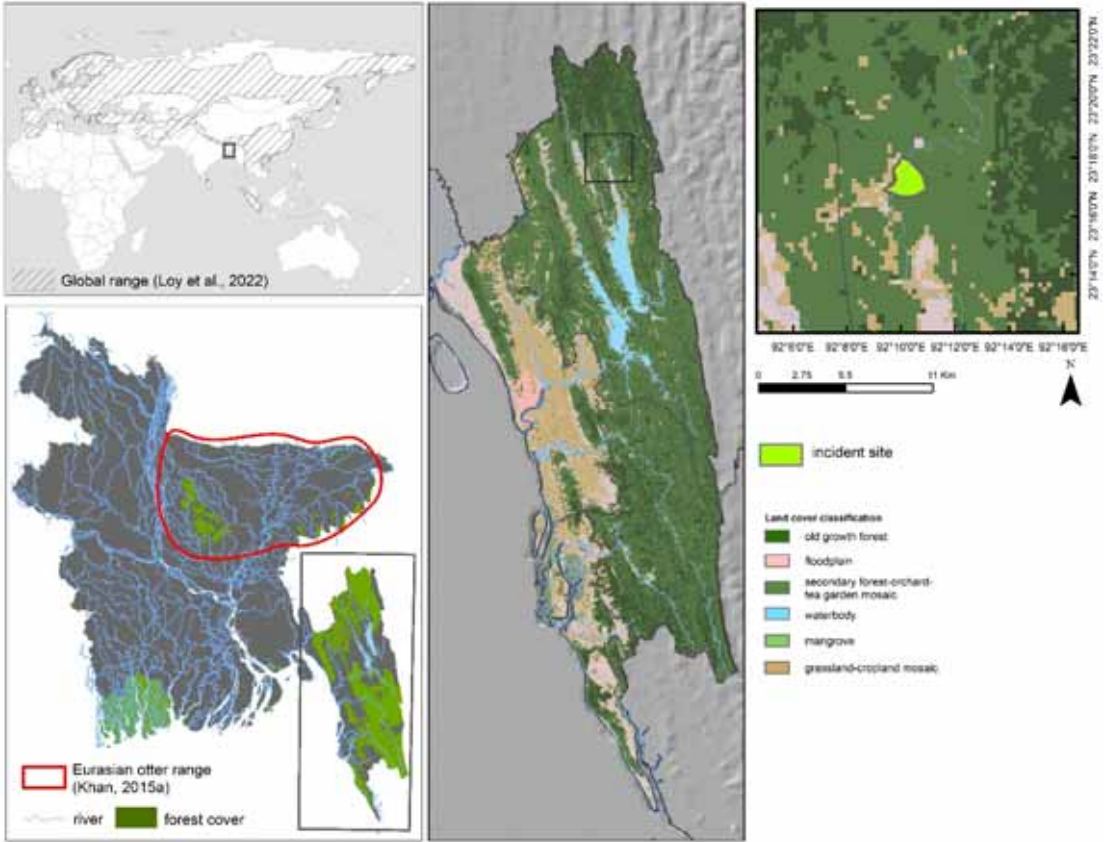 Global range (Loy et al., 2022)
Eurasian otter range
(Khan, 2015a)
river
forest cover
23°22'0"N
23°20'0"N
23°18'0"N
23°16'0"N
23°14'0"N
92°6'0"E 92°8'0"E 92°10'0"E 92°12'0"E 92°14'0"E 92°16'0"E
N
0 2.75 5.5 11 Km
incident site
Land cover classification
old growth forest
floodplain
secondary forest-orchard-
tea garden mosaic
waterbody
mangrove
grassland-cropland mosaic